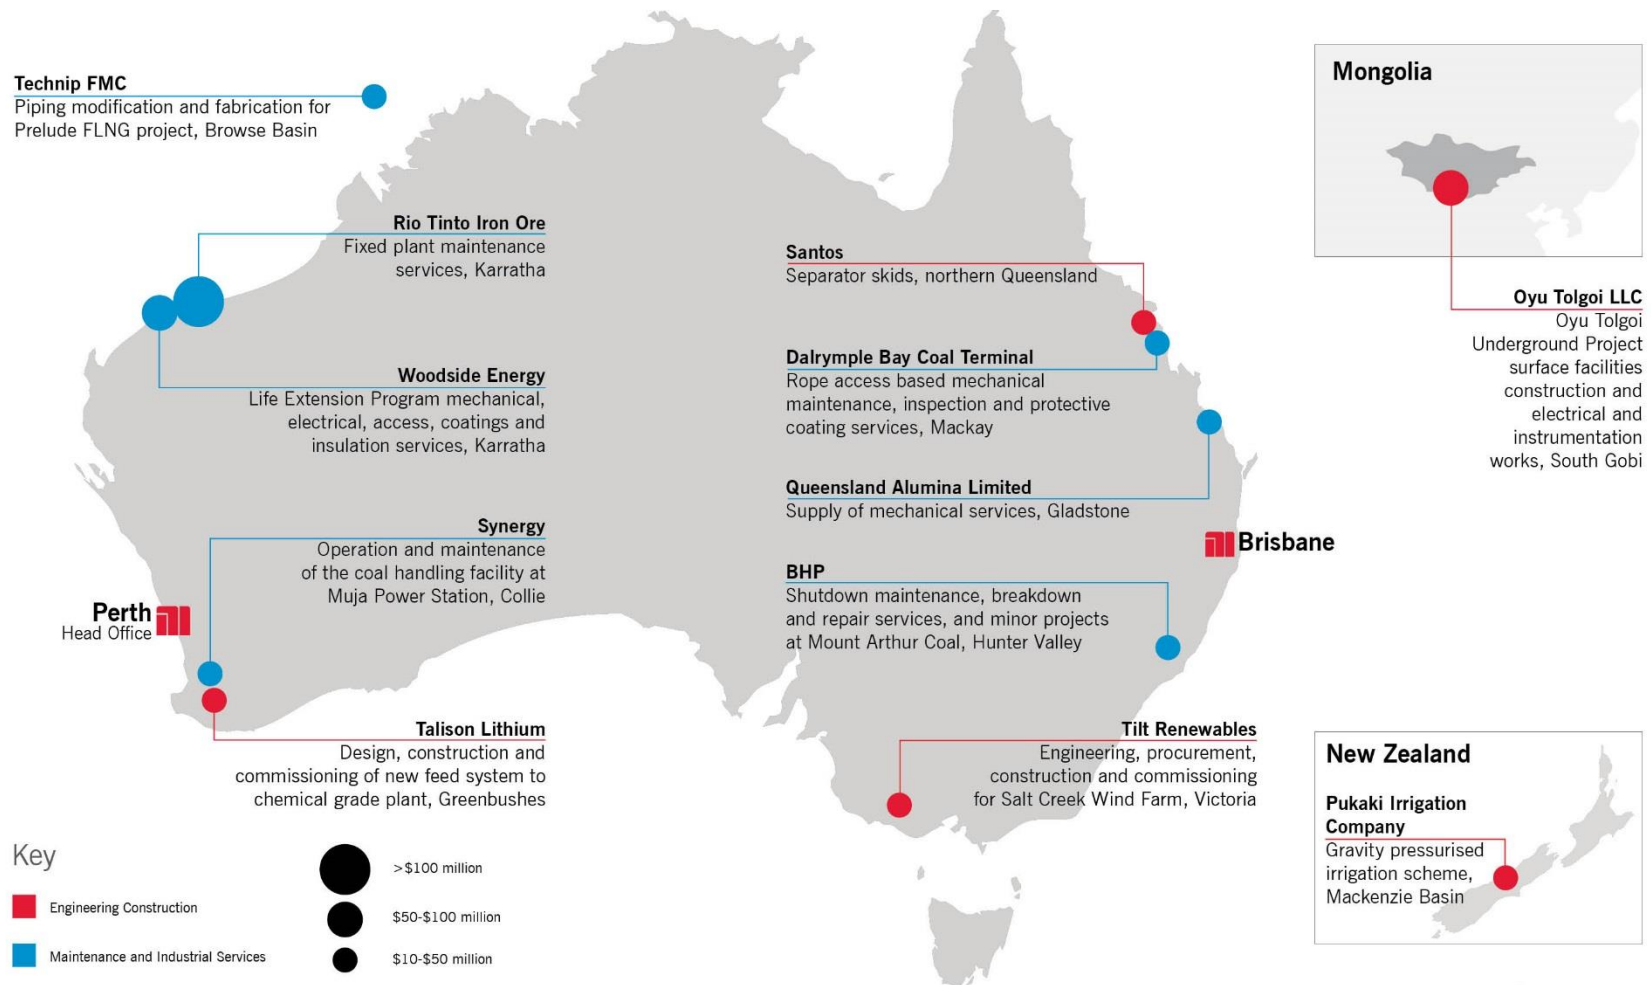 Technip FMC
Piping modification and fabrication for
Prelude FLNG project, Browse Basin
Rio Tinto Iron Ore
Fixed plant maintenance
services, Karratha
Woodside Energy
Life Extension Program mechanical,
electrical, access, coatings and
insulation services, Karratha
Synergy
Operation and maintenance
of the coal handling facility at
Muja Power Station, Collie
Perth
Head Office
Talison Lithium
Design, construction and
commissioning of new feed system to
chemical grade plant, Greenbushes
Santos
Separator skids, northern Queensland
Dalrymple Bay Coal Terminal
Rope access based mechanical
maintenance, inspection and protective
coating services, Mackay
Queensland Alumina Limited
Supply of mechanical services, Gladstone
Brisbane
BHP
Shutdown maintenance, breakdown
and repair services, and minor projects
at Mount Arthur Coal, Hunter Valley
Tilt Renewables
Engineering, procurement,
construction and commissioning
for Salt Creek Wind Farm, Victoria
Mongolia
Oyu Tolgoi LLC
Oyu Tolgoi
Underground Project
surface facilities
construction and
electrical and
instrumentation
works, South Gobi
New Zealand
Pukaki Irrigation
Company
Gravity pressurised
irrigation scheme,
Mackenzie Basin
Key
Engineering Construction
Maintenance and Industrial Services
>$100 million
$50-$100 million
$10-$50 million